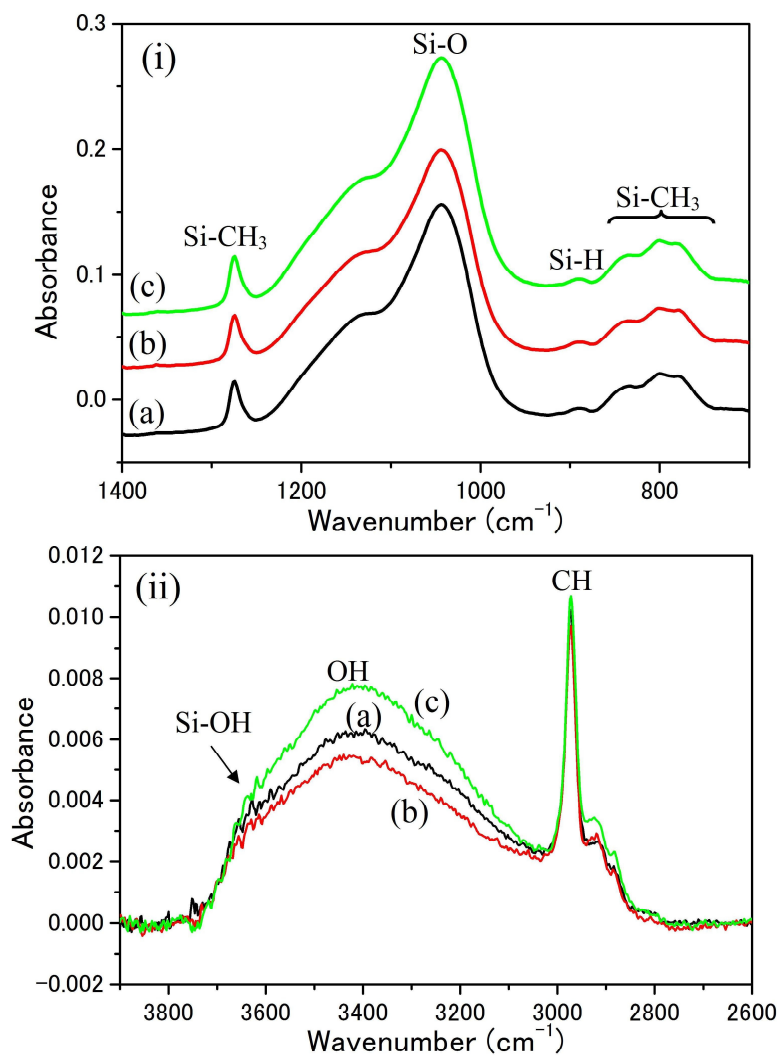 (i)
Si-O
Si-CH₃
Si-H
Si-CH₃
(c)
(b)
(a)
0.3
0.2
0.1
0.0
Absorbance
1400 1200 1000 800
Wavenumber (cm⁻¹)
(ii)
CH
OH
Si-OH
(a)
(c)
(b)
0.012
0.010
0.008
0.006
0.004
0.002
0.000
−0.002
Absorbance
3800 3600 3400 3200 3000 2800 2600
Wavenumber (cm⁻¹)